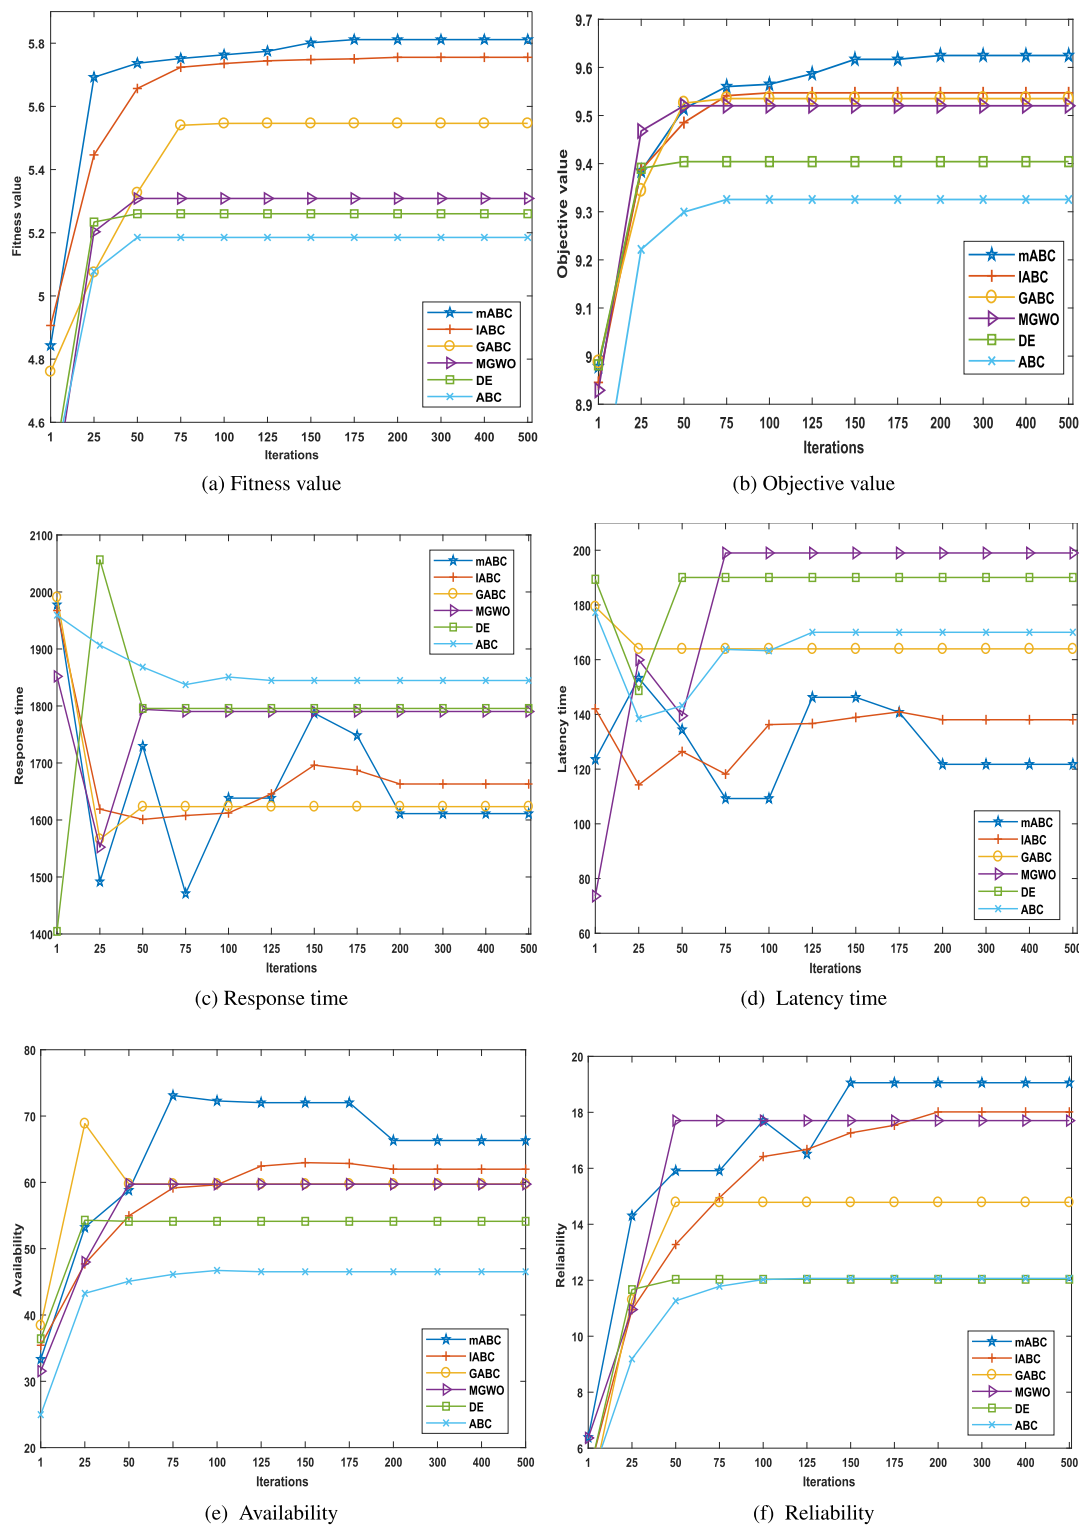 5.8
5.6
5.4
5.2
5
4.8
4.6
Fitness value
1 25 50 75 100 125 150 175 200 300 400 500
Iterations
mABC
IABC
GABC
MGWO
DE
ABC
(a) Fitness value
9.7
9.6
9.5
9.4
9.3
9.2
9.1
9
8.9
Objective value
1 25 50 75 100 125 150 175 200 300 400 500
Iterations
mABC
IABC
GABC
MGWO
DE
ABC
(b) Objective value
2100
2000
1900
1800
1700
1600
1500
1400
Response time
1 25 50 75 100 125 150 175 200 300 400 500
Iterations
mABC
IABC
GABC
MGWO
DE
ABC
(c) Response time
200
180
160
140
120
100
80
60
Latency time
1 25 50 75 100 125 150 175 200 300 400 500
Iterations
mABC
IABC
GABC
MGWO
DE
ABC
(d) Latency time
80
70
60
50
40
30
20
Availability
1 25 50 75 100 125 150 175 200 300 400 500
Iterations
mABC
IABC
GABC
MGWO
DE
ABC
(e) Availability
20
18
16
14
12
10
8
6
Reliability
1 25 50 75 100 125 150 175 200 300 400 500
Iterations
mABC
IABC
GABC
MGWO
DE
ABC
(f) Reliability